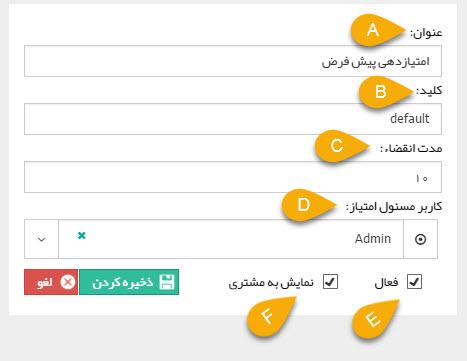 عنوان: A
امتیازدهی پیش فرض
کلید: B
default
مدت انقضاء: C
۱۰
کاربر مسئول امتیاز: D
Admin
فعال نمایش به مشتری ذخیره کردن لغو
E F